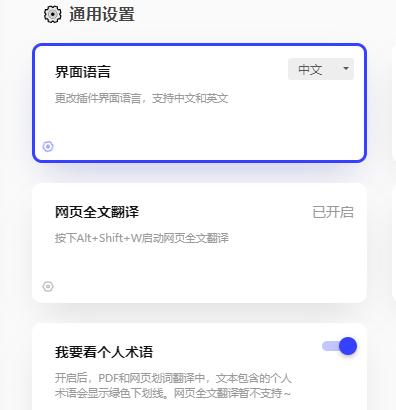 通用设置
界面语言
中文
更改插件界面语言，支持中文和英文
网页全文翻译
已开启
按下Alt+Shift+W启动网页全文翻译
我要看个人术语
开启后，PDF和网页划词翻译中，文本包含的个人
术语会显示绿色下划线。网页全文翻译暂不支持～